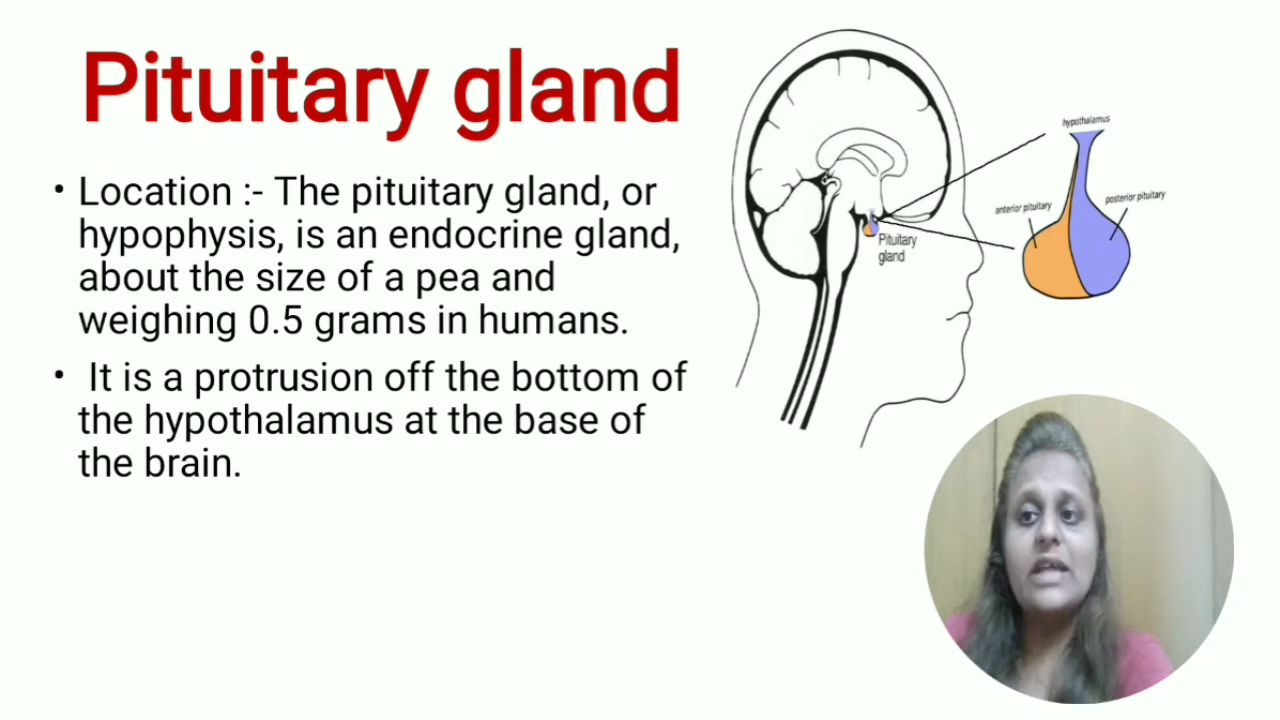 Pituitary gland
• Location :- The pituitary gland, or
hypophysis, is an endocrine gland,
about the size of a pea and
weighing 0.5 grams in humans.
• It is a protrusion off the bottom of
the hypothalamus at the base of
the brain.
hypothalamus
anterior pituitary
posterior pituitary
Pituitary
gland